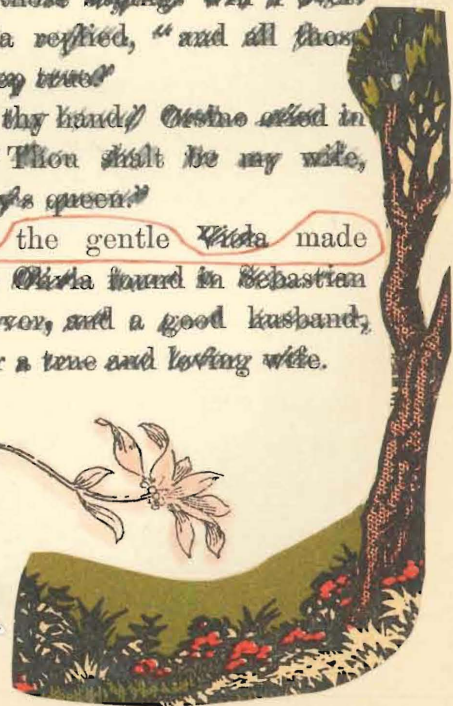 a replied, "and all those
true."
thy hand," Orsino cried in
Thou shalt be my wife,
queen."
the gentle Viola made
Olivia found in Sebastian
and a good husband,
a true and loving wife.